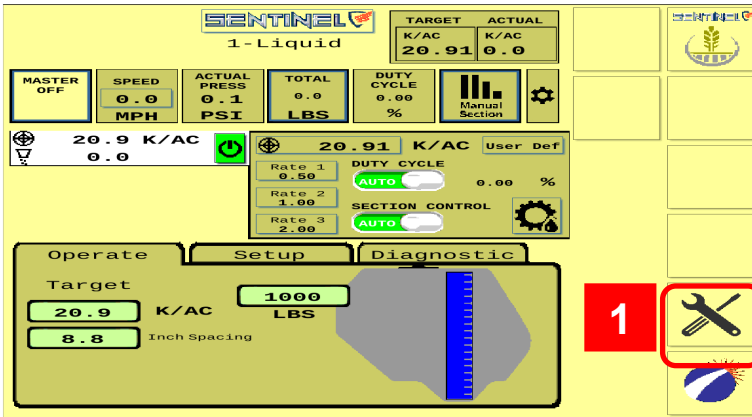 SENTINEL
1-Liquid
TARGET ACTUAL
K/AC K/AC
20.91 0.0
SENTINEL
MASTER OFF
SPEED
0.0
MPH
ACTUAL PRESS
0.1
PSI
TOTAL
0.0
LBS
DUTY CYCLE
0.00
%
Manual Section
20.9 K/AC
0.0
20.91 K/AC User Def
Rate 1
0.50
Rate 2
1.00
Rate 3
2.00
DUTY CYCLE
AUTO 0.00 %
SECTION CONTROL
AUTO
Operate Setup Diagnostic
Target
20.9 K/AC
8.8 Inch Spacing
1000
LBS
1